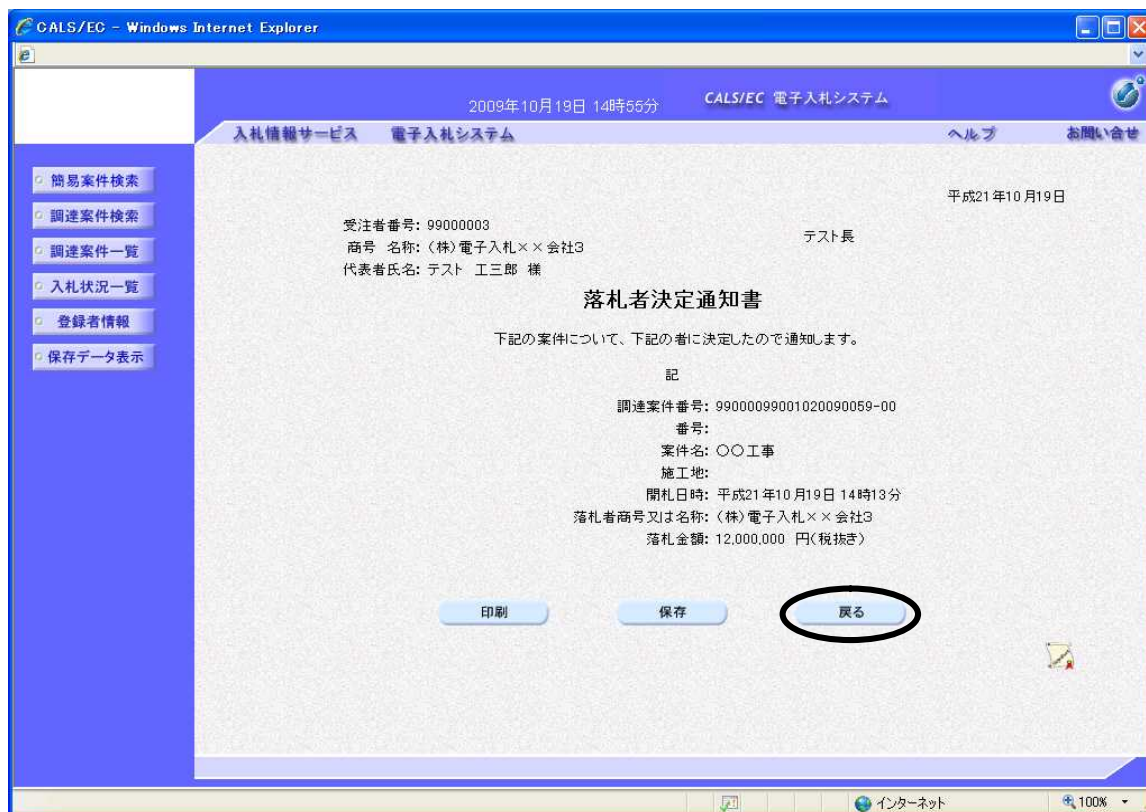 CALS/EC - Windows Internet Explorer
2009年10月19日 14時55分
CALS/EC 電子入札システム
入札情報サービス 電子入札システム ヘルプ お問い合せ
簡易案件検索
調達案件検索
調達案件一覧
入札状況一覧
登録者情報
保存データ表示
平成21年10月19日
受注者番号: 99000003
商号 名称: (株)電子入札××会社3
代表者氏名: テスト 工三郎 様
テスト長
落札者決定通知書
下記の案件について、下記の者に決定したので通知します。
記
調達案件番号: 99000099001020090059-00
番号:
案件名: 〇〇工事
施工地:
開札日時: 平成21年10月19日 14時13分
落札者商号又は名称: (株)電子入札××会社3
落札金額: 12,000,000 円(税抜き)
印刷 保存 戻る
インターネット 100%